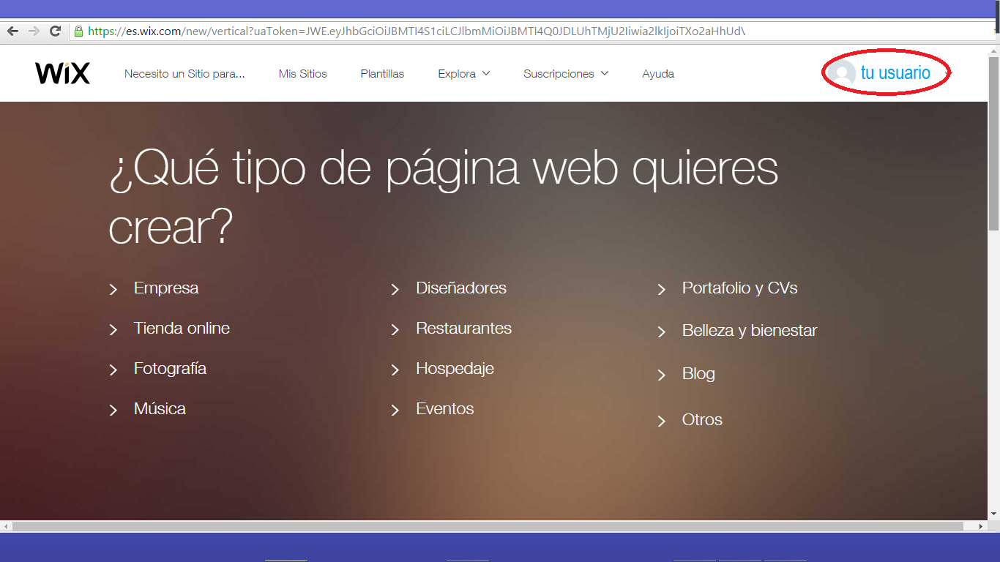 https://es.wix.com/new/vertical?uaToken=JWE.eyJhbGciOiJBMTI4S1ciLCJlbmMiOiJBMTI4Q0JDLUhTMjU2Iiwia2lkIjoiTXo2aHhUdV
WiX Necesito un Sitio para... Mis Sitios Plantillas Explora Suscripciones Ayuda tu usuario
¿Qué tipo de página web quieres
crear?
Empresa Diseñadores Portafolio y CVs
Tienda online Restaurantes Belleza y bienestar
Fotografía Hospedaje Blog
Música Eventos Otros